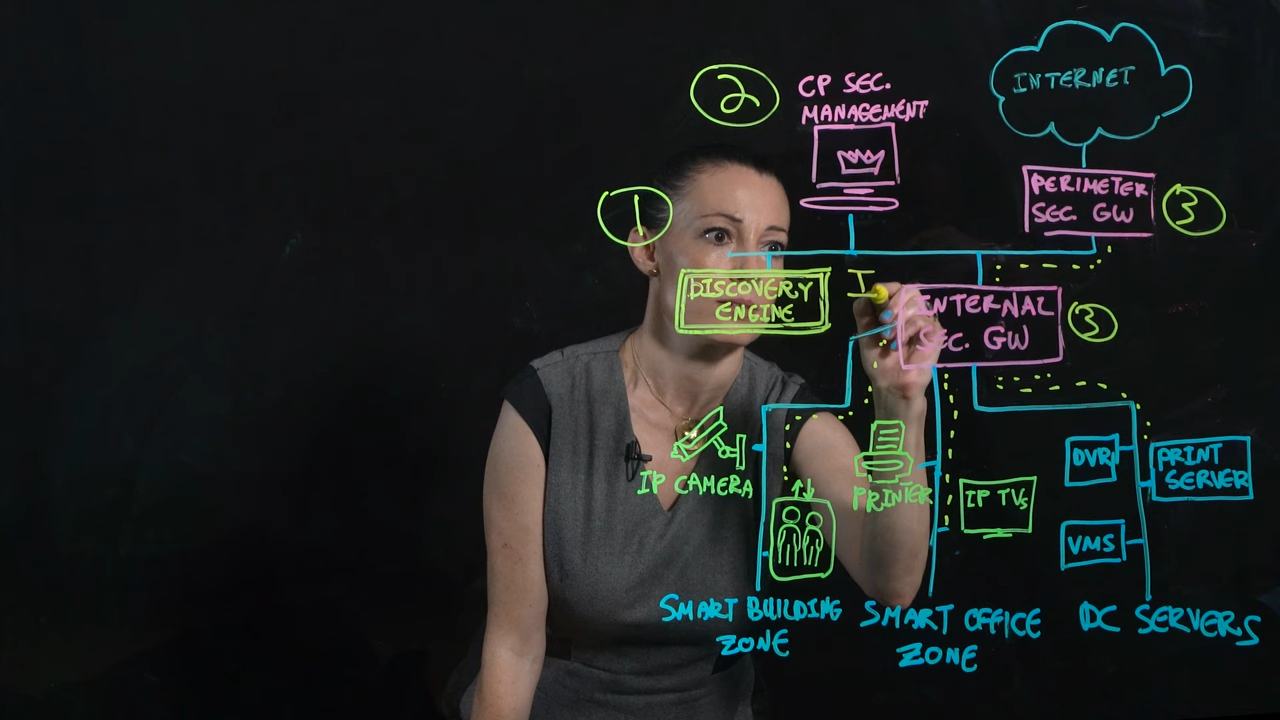 INTERNET
2
CP SEC.
MANAGEMENT
PERIMETER
SEC. GW
3
1
DISCOVERY
ENGINE
I
INTERNAL
SEC. GW
3
IP CAMERA
PRINTER
IP TVs
DVR
PRINT
SERVER
VMS
SMART BUILDING
ZONE
SMART OFFICE
ZONE
DC SERVERS